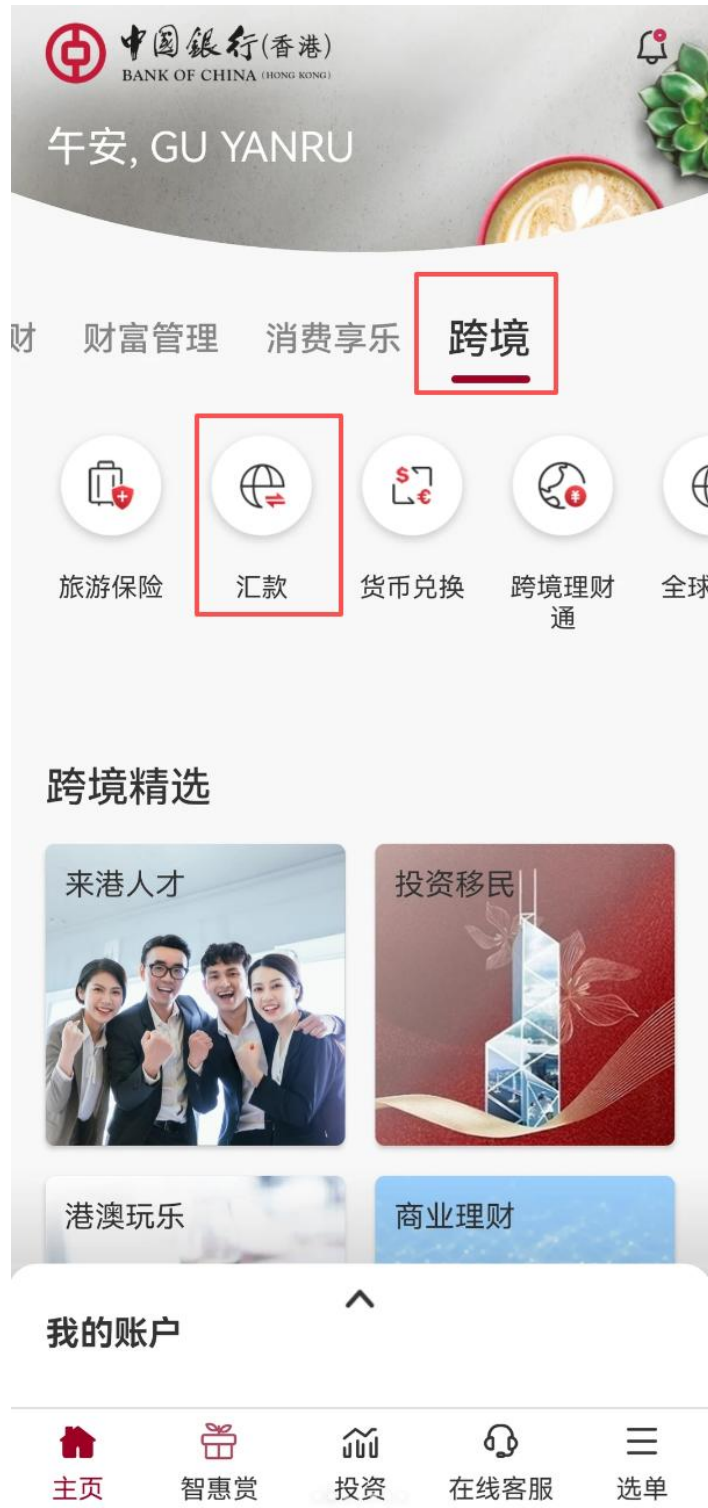 中国銀行(香港)
BANK OF CHINA (HONG KONG)
午安, GU YANRU
财 财富管理 消费享乐 跨境
旅游保险 汇款 货币兑换 跨境理财通 全球
跨境精选
来港人才 投资移民
港澳玩乐 商业理财
我的账户
主页 智惠赏 投资 在线客服 选单